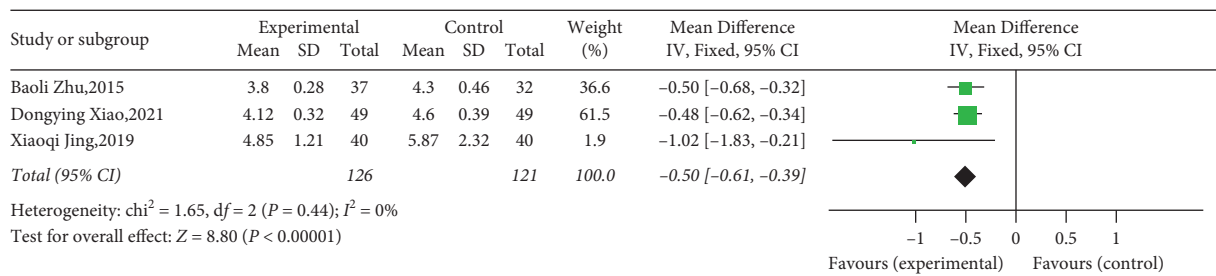 Study or subgroup Experimental Control Weight (%) Mean Difference IV, Fixed, 95% CI Mean Difference IV, Fixed, 95% CI
Mean SD Total Mean SD Total
Baoli Zhu,2015 3.8 0.28 37 4.3 0.46 32 36.6 –0.50 [–0.68, –0.32]
Dongying Xiao,2021 4.12 0.32 49 4.6 0.39 49 61.5 –0.48 [–0.62, –0.34]
Xiaoqi Jing,2019 4.85 1.21 40 5.87 2.32 40 1.9 –1.02 [–1.83, –0.21]
Total (95% CI) 126 121 100.0 –0.50 [–0.61, –0.39]
Heterogeneity: chi² = 1.65, df = 2 (P = 0.44); I² = 0%
Test for overall effect: Z = 8.80 (P < 0.00001)
–1 –0.5 0 0.5 1
Favours (experimental) Favours (control)